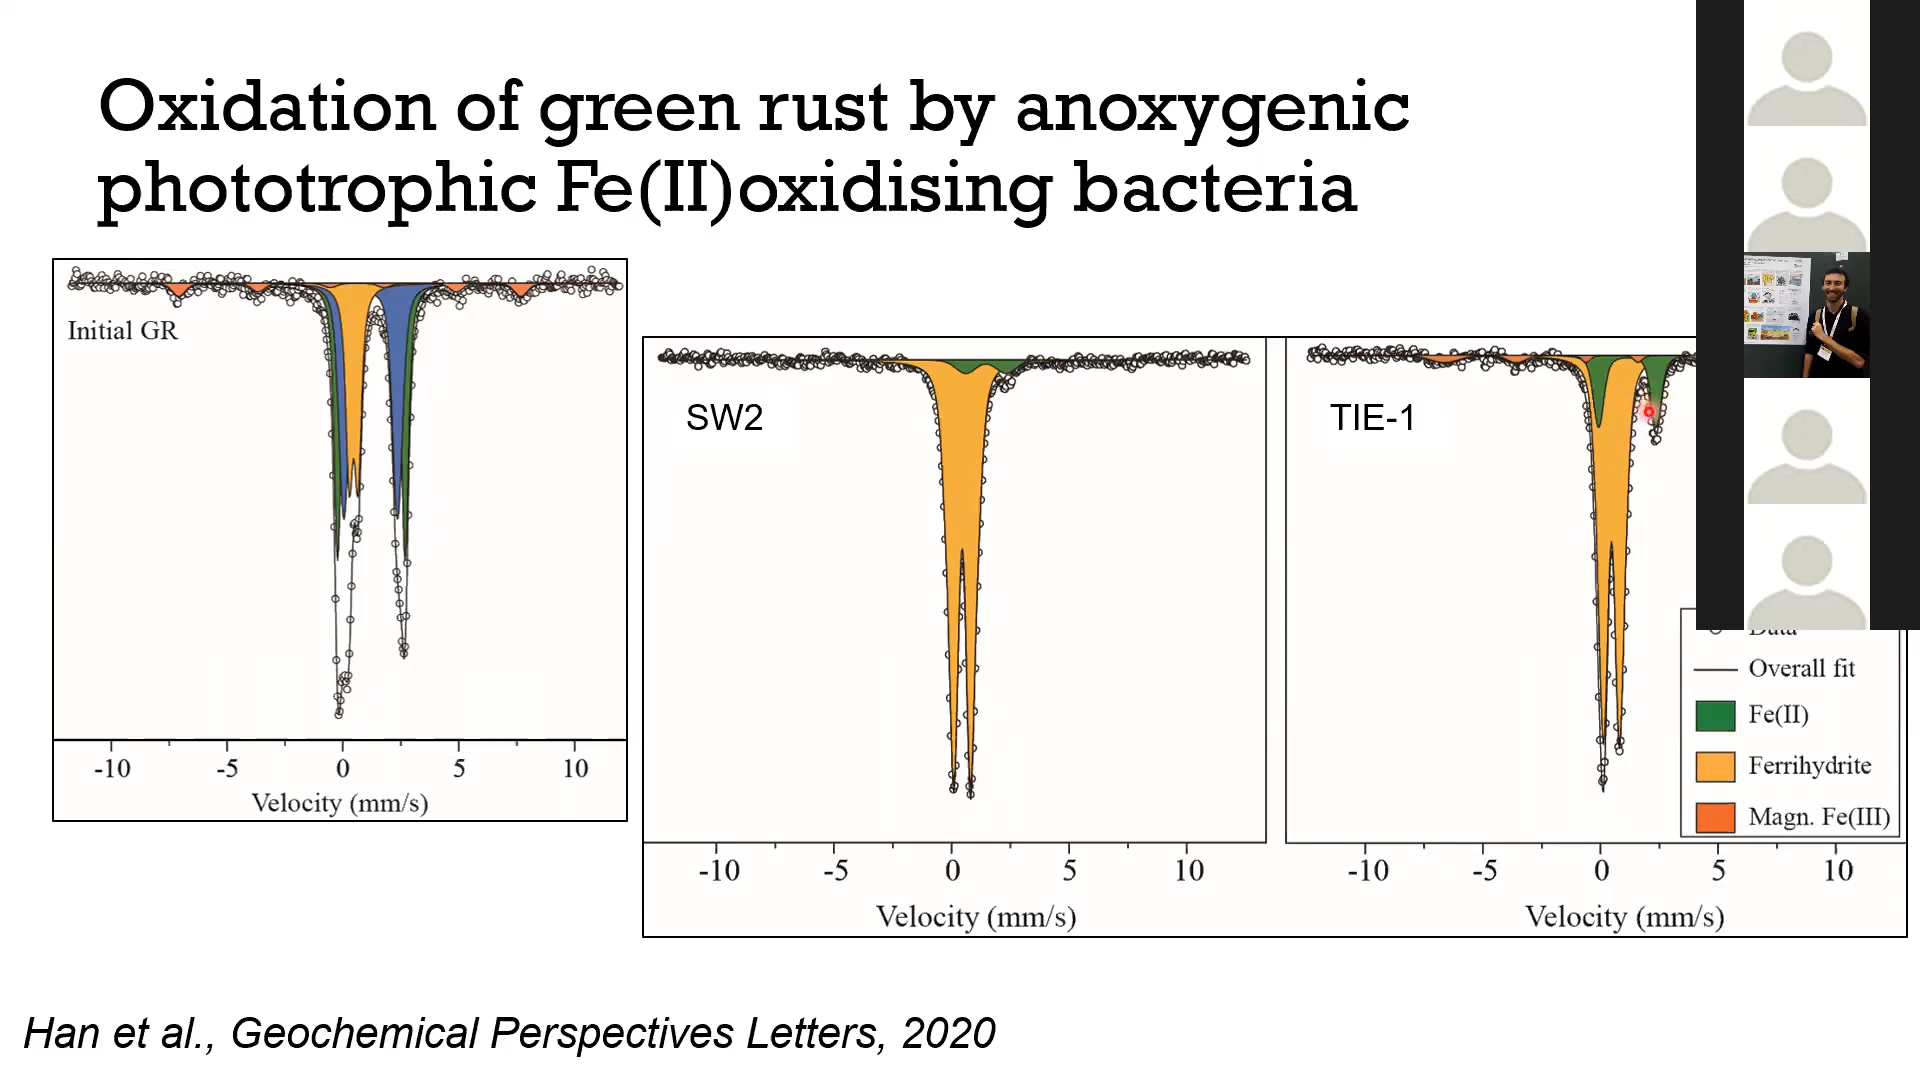 Oxidation of green rust by anoxygenic
phototrophic Fe(II)oxidising bacteria
Initial GR
-10 -5 0 5 10
Velocity (mm/s)
SW2
-10 -5 0 5 10
Velocity (mm/s)
TIE-1
-10 -5 0 5 10
Velocity (mm/s)
Data
Overall fit
Fe(II)
Ferrihydrite
Magn. Fe(III)
Han et al., Geochemical Perspectives Letters, 2020